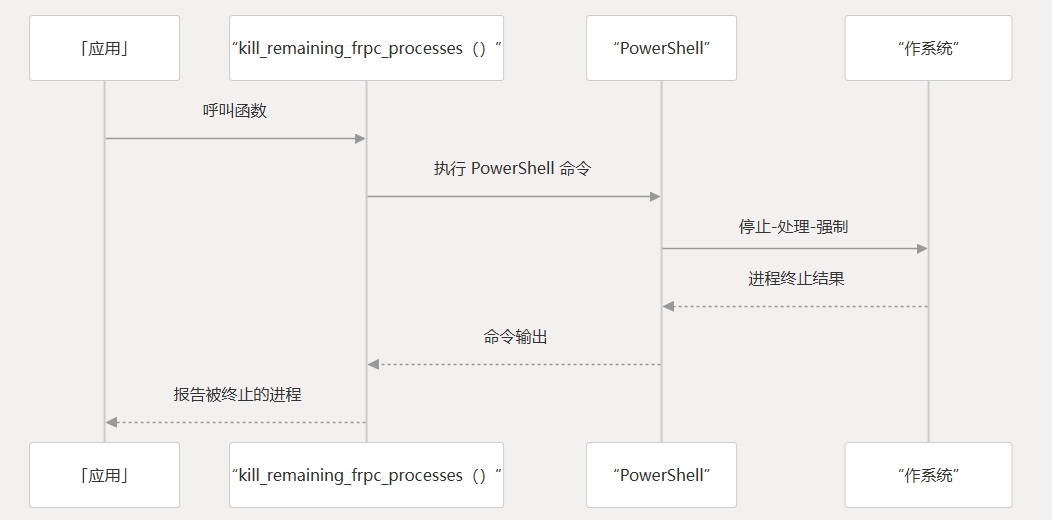 「应用」
“kill_remaining_frpc_processes（）”
“PowerShell”
“作系统”
呼叫函数
执行 PowerShell 命令
停止-处理-强制
进程终止结果
命令输出
报告被终止的进程
「应用」
“kill_remaining_frpc_processes（）”
“PowerShell”
“作系统”